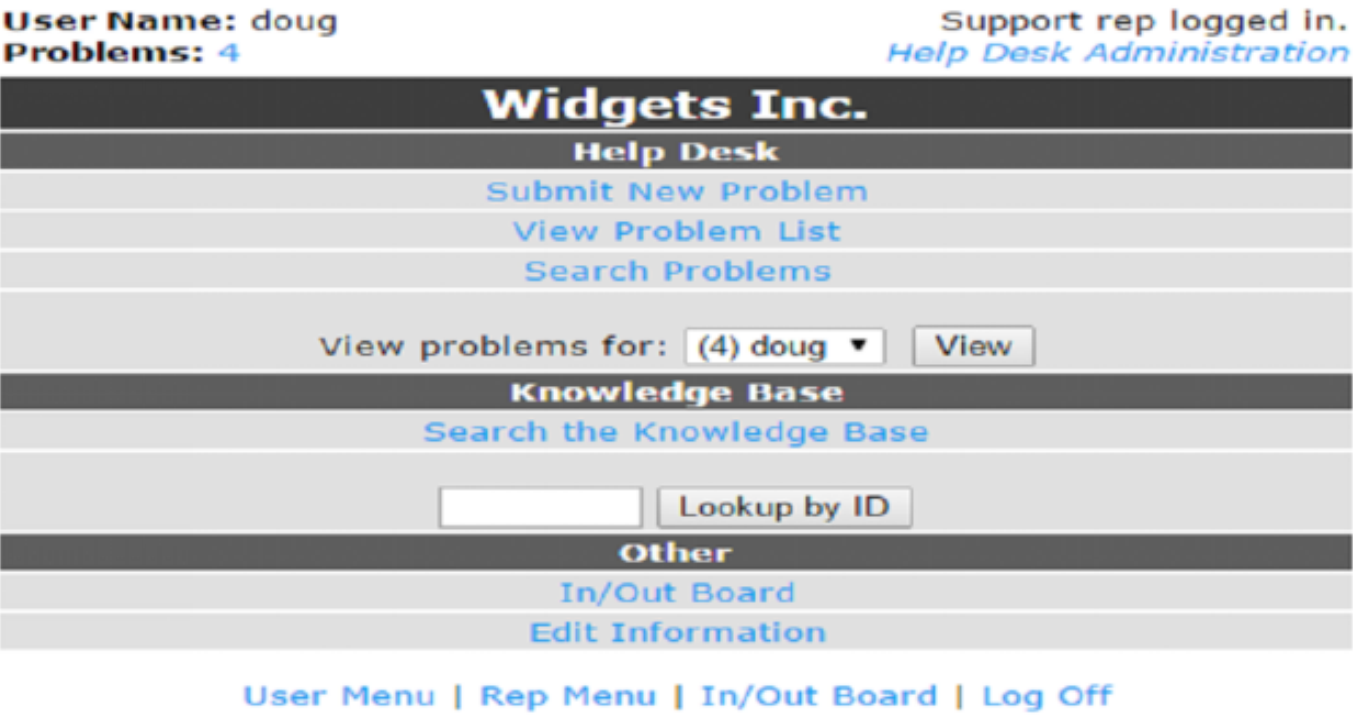 User Name: doug
Support rep logged in.
Problems: 4
Help Desk Administration
Widgets Inc.
Help Desk
Submit New Problem
View Problem List
Search Problems
View problems for: (4) doug View
Knowledge Base
Search the Knowledge Base
Lookup by ID
Other
In/Out Board
Edit Information
User Menu | Rep Menu | In/Out Board | Log Off